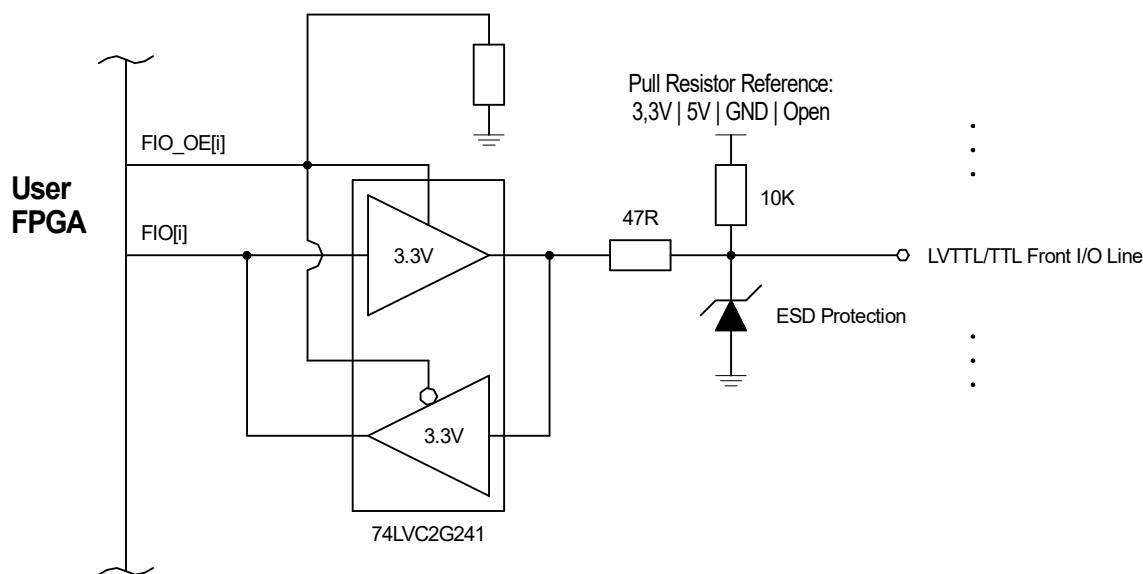 Pull Resistor Reference:
3,3V | 5V | GND | Open
FIO_OE[i]
User
FPGA
10K
47R
FIO[i]
3.3V
LVTTL/TTL Front I/O Line
ESD Protection
3.3V
74LVC2G241